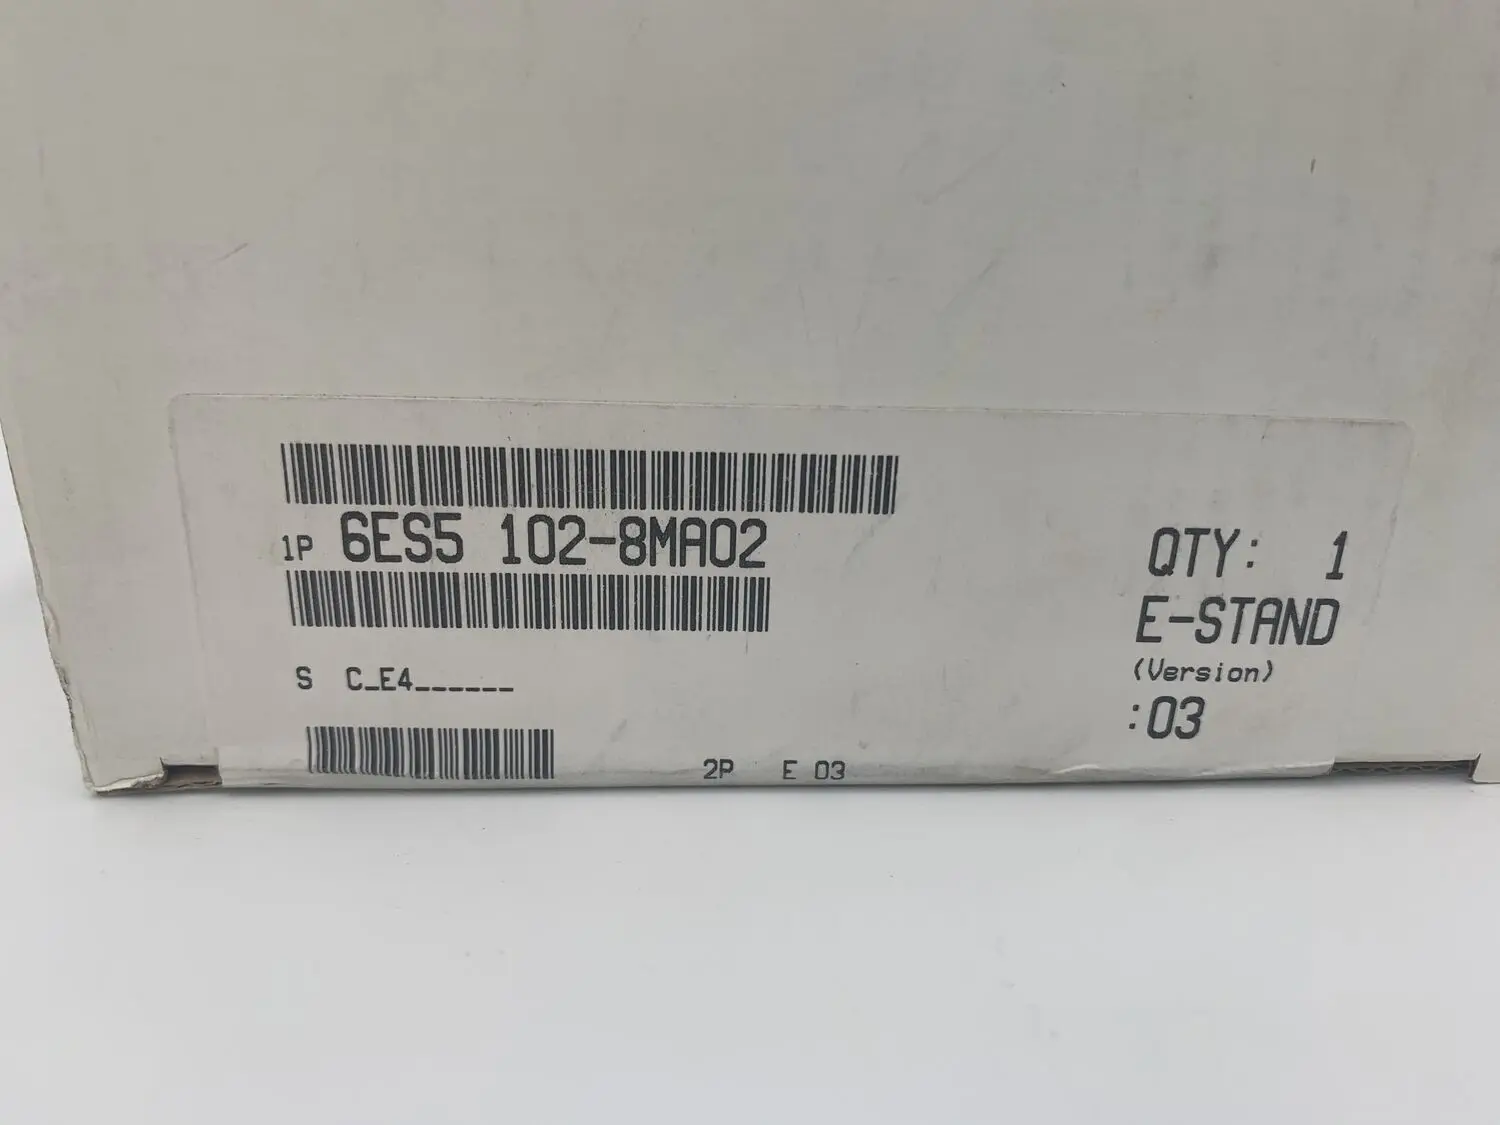 1P 6ES5 102-8MA02
S C_E4______
2P E 03
QTY: 1
E-STAND
(Version)
:03